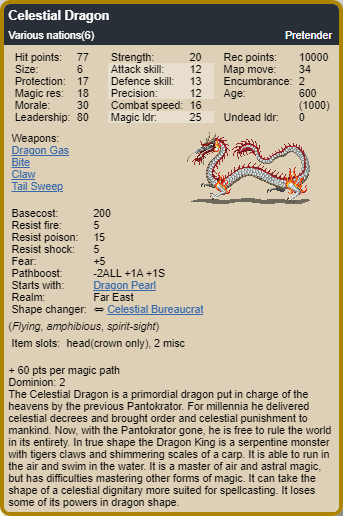 Celestial Dragon
Various nations(6) Pretender
Hit points: 77 Strength: 20 Rec points: 10000
Size: 6 Attack skill: 12 Map move: 34
Protection: 17 Defence skill: 13 Encumbrance: 2
Magic res: 18 Precision: 12 Age: 600
Morale: 30 Combat speed: 16 (1000)
Leadership: 80 Magic ldr: 25 Undead ldr: 0
Weapons:
Dragon Gas
Bite
Claw
Tail Sweep
Basecost: 200
Resist fire: 5
Resist poison: 15
Resist shock: 5
Fear: +5
Pathboost: -2ALL +1A +1S
Starts with: Dragon Pearl
Realm: Far East
Shape changer: ⇔ Celestial Bureaucrat
(Flying, amphibious, spirit-sight)
Item slots: head(crown only), 2 misc
+ 60 pts per magic path
Dominion: 2
The Celestial Dragon is a primordial dragon put in charge of the
heavens by the previous Pantokrator. For millennia he delivered
celestial decrees and brought order and celestial punishment to
mankind. Now, with the Pantokrator gone, he is free to rule the world
in its entirety. In true shape the Dragon King is a serpentine monster
with tigers claws and shimmering scales of a carp. It is able to run in
the air and swim in the water. It is a master of air and astral magic,
but has difficulties mastering other forms of magic. It can take the
shape of a celestial dignitary more suited for spellcasting. It loses
some of its powers in dragon shape.